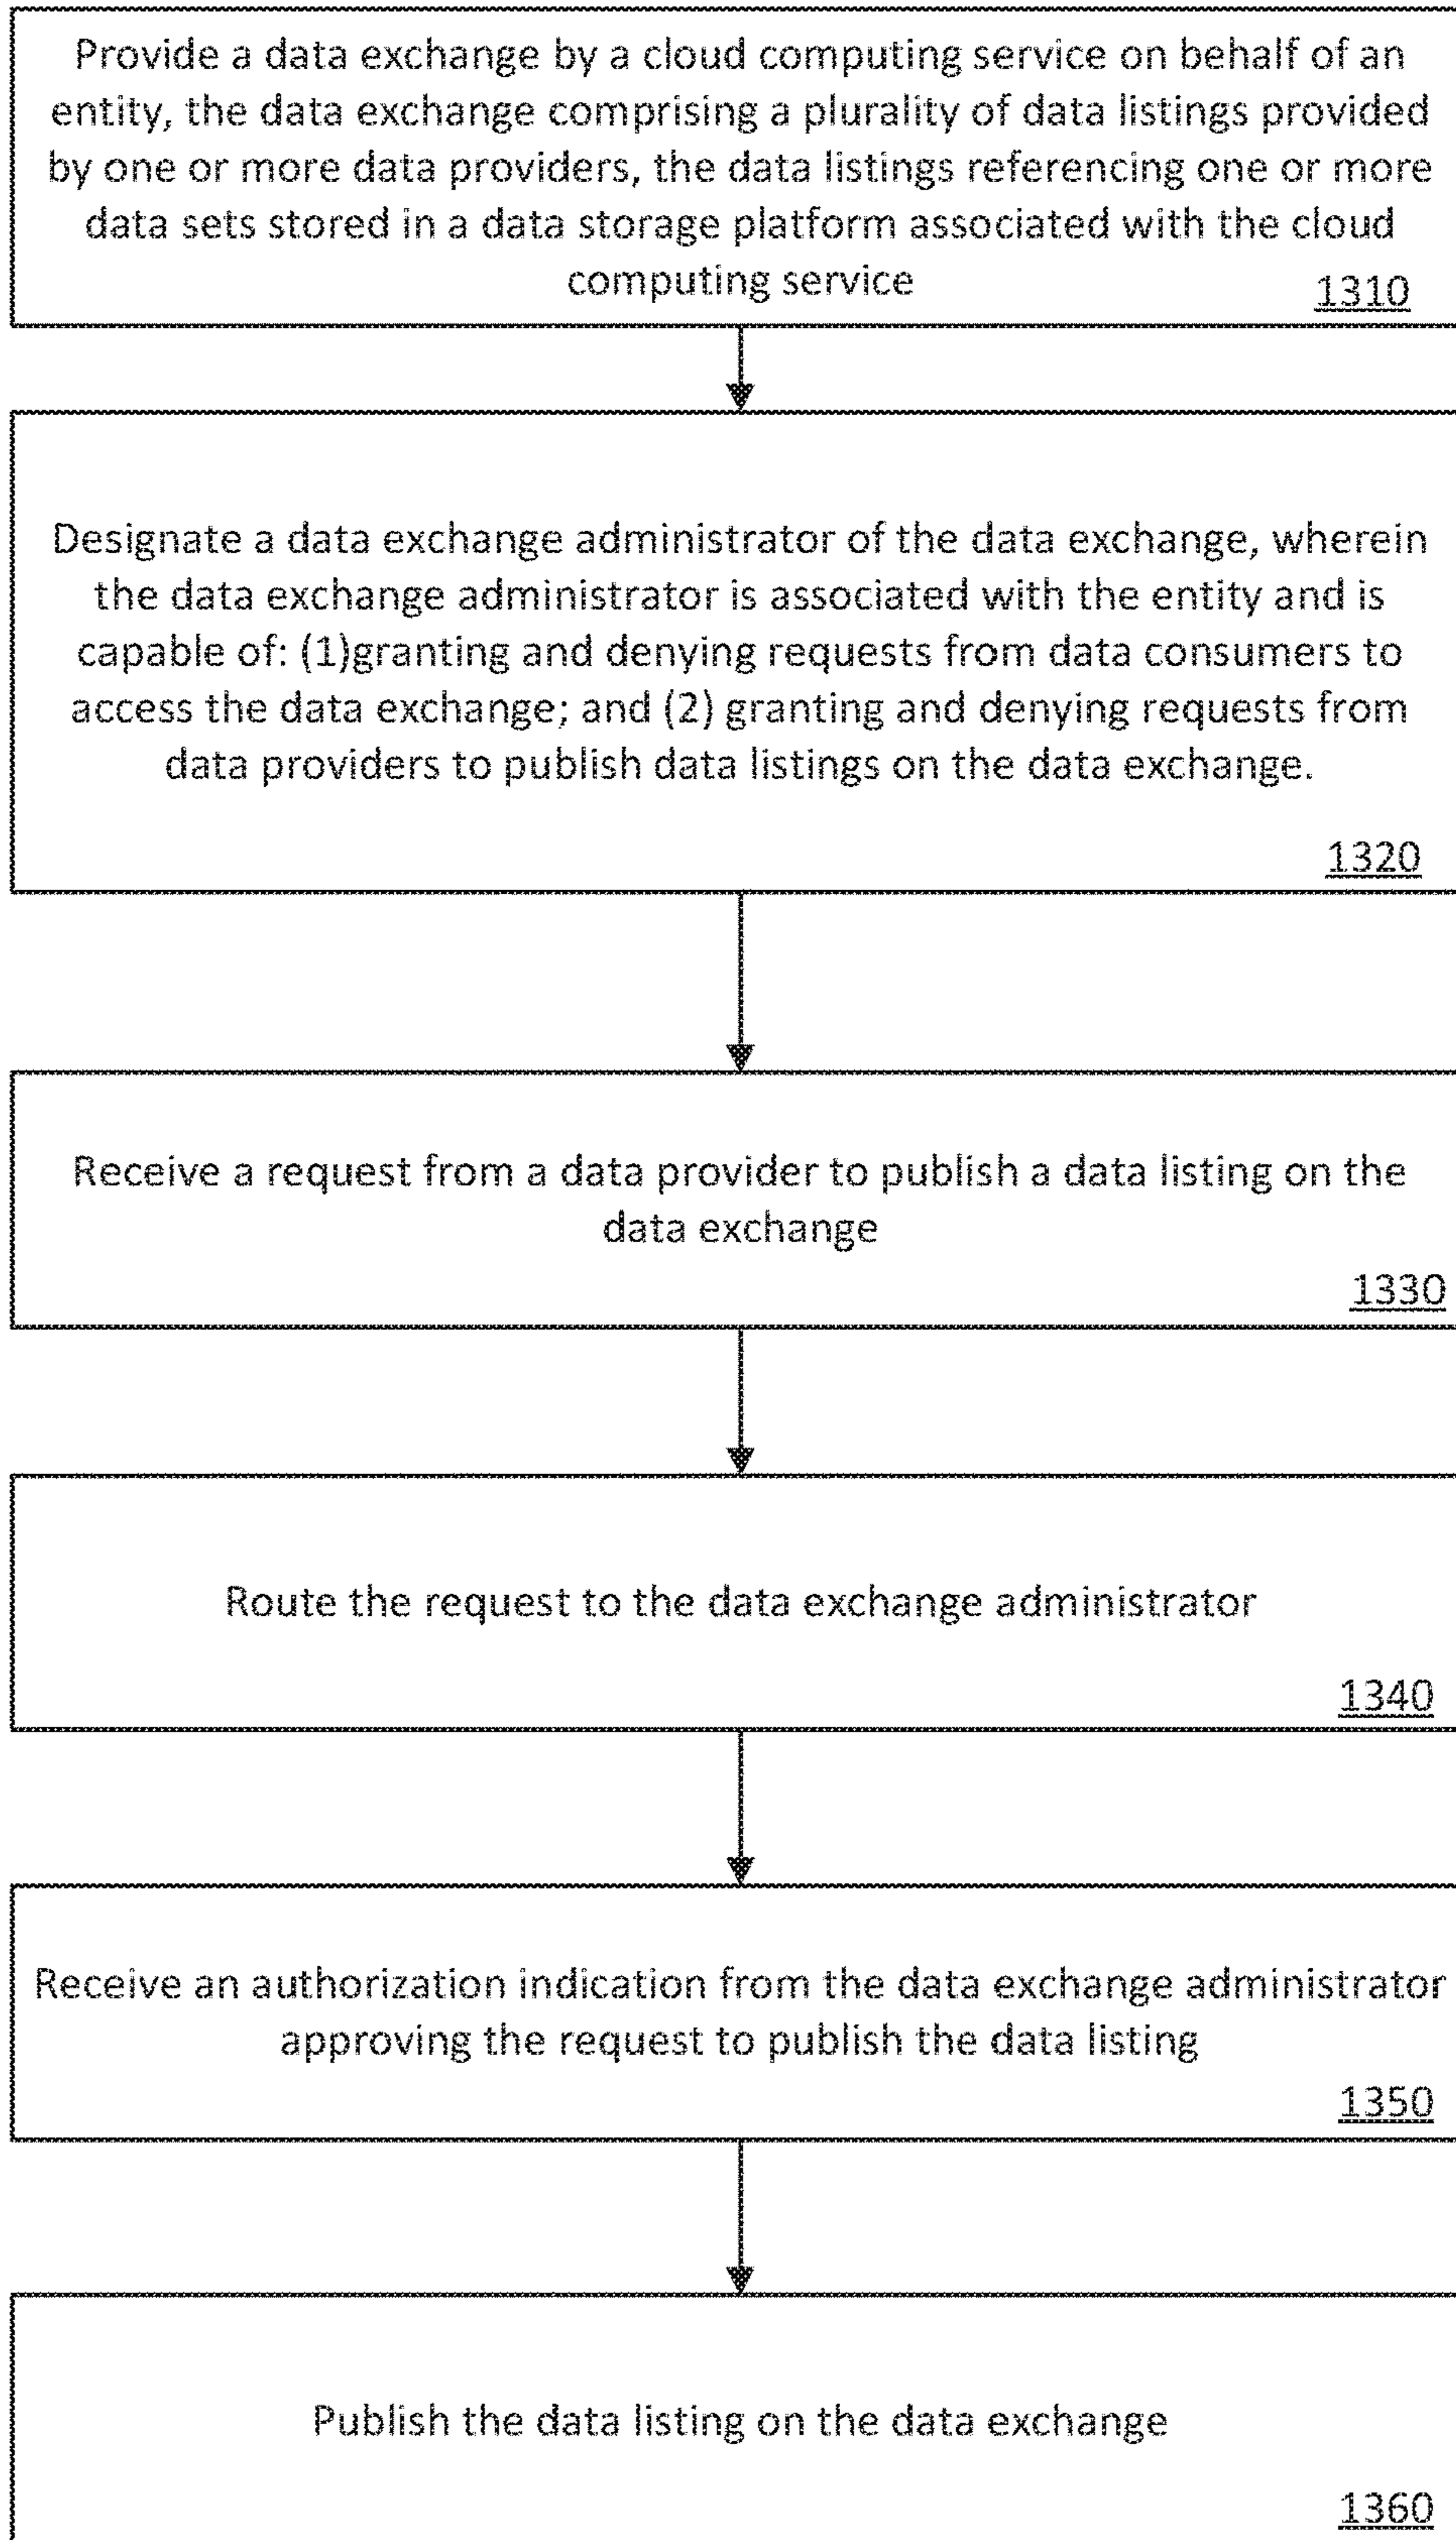 Provide a data exchange by a cloud computing service on behalf of an
entity, the data exchange comprising a plurality of data listings provided
by one or more data providers, the data listings referencing one or more
data sets stored in a data storage platform associated with the cloud
computing service
1310
Designate a data exchange administrator of the data exchange, wherein
the data exchange administrator is associated with the entity and is
capable of: (1)granting and denying requests from data consumers to
access the data exchange; and (2) granting and denying requests from
data providers to publish data listings on the data exchange.
1320
Receive a request from a data provider to publish a data listing on the
data exchange
1330
Route the request to the data exchange administrator
1340
Receive an authorization indication from the data exchange administrator
approving the request to publish the data listing
1350
Publish the data listing on the data exchange
1360